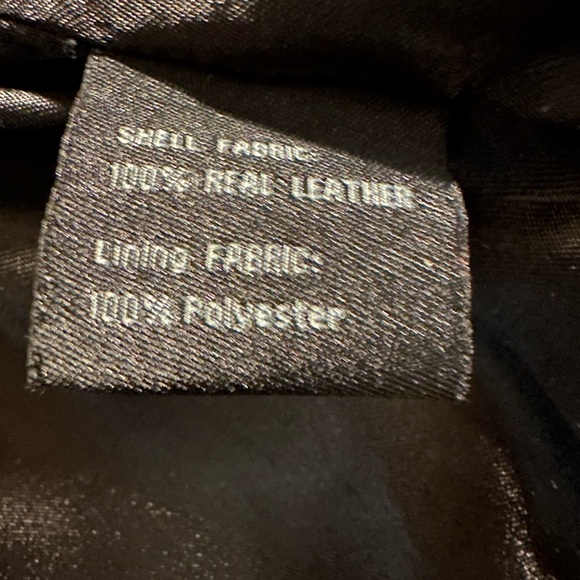 SHELL FABRIC:
100% REAL LEATHER
Lining FABRIC:
100% Polyester